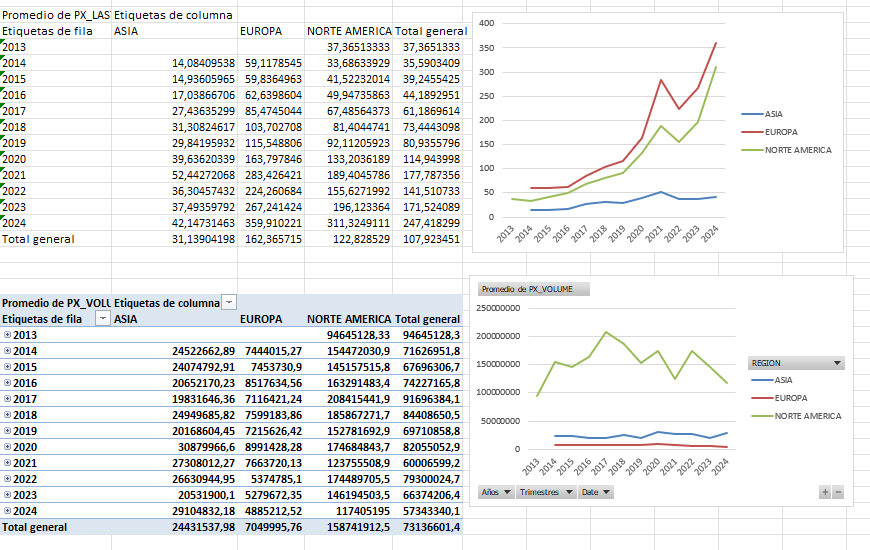 Promedio de PX_LAS Etiquetas de columna
Etiquetas de fila ASIA EUROPA NORTE AMERICA Total general
2013 37,36513333 37,3651333
2014 14,08409538 59,1178545 33,68633929 35,5903409
2015 14,93605965 59,8364963 41,52232014 39,2455425
2016 17,03866706 62,6398604 49,94735863 44,1892951
2017 27,43635299 85,4745044 67,48564373 61,1869614
2018 31,30824617 103,702708 81,4044741 73,4443098
2019 29,84195932 115,548806 92,11205923 80,9355796
2020 39,63620339 163,797846 133,2036189 114,943998
2021 52,44272068 283,426421 189,4045786 177,787356
2022 36,30457432 224,260684 155,6271992 141,510733
2023 37,49359792 267,241424 196,123364 171,524089
2024 42,14731463 359,910221 311,3249111 247,418299
Total general 31,13904198 162,365715 122,828529 107,923451
400
350
300
250
200
150
100
50
0
2013 2014 2015 2016 2017 2018 2019 2020 2021 2022 2023 2024
ASIA
EUROPA
NORTE AMERICA
Promedio de PX_VOLU Etiquetas de columna
Etiquetas de fila ASIA EUROPA NORTE AMERICA Total general
2013 94645128,33 94645128,3
2014 24522662,89 7444015,27 154472030,9 71626951,8
2015 24074792,91 7453730,9 145157515,8 67696306,7
2016 20652170,23 8517634,56 163291483,4 74227165,8
2017 19831646,36 7116421,24 208415441,9 91696384,1
2018 24949685,82 7599183,86 185867271,7 84408650,5
2019 20168604,45 7215626,42 152781692,9 69710858,8
2020 30879966,6 8991428,28 174684843,7 82055052,9
2021 27308012,27 7663720,13 123755508,9 60006599,2
2022 26630944,95 5374785,1 174489705,5 79300024,7
2023 20531900,1 5279672,35 146194503,5 66374206,4
2024 29104832,18 4885212,52 117405195 57343340,1
Total general 24431537,98 7049995,76 158741912,5 73136601,4
Promedio de PX_VOLUME
250000000
200000000
150000000
100000000
50000000
0
2013 2014 2015 2016 2017 2018 2019 2020 2021 2022 2023 2024
REGION
ASIA
EUROPA
NORTE AMERICA
Años Trimestres Date
+ −